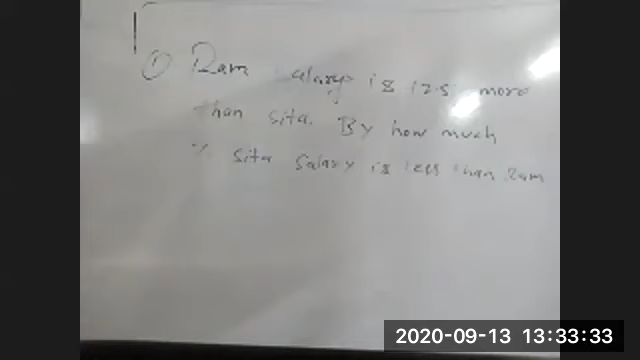 ① Ram salary is 12.5 more
than sita. By how much
% sita salary is less than Ram
2020-09-13 13:33:33